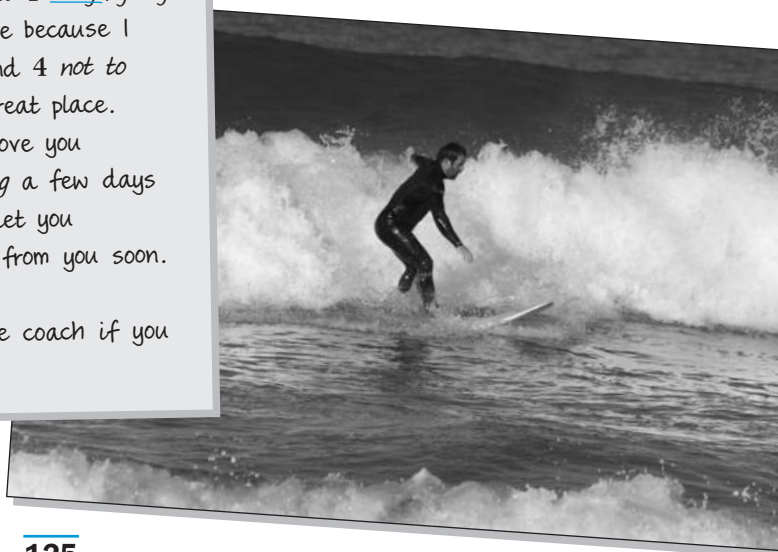 e because I
nd 4 not to
reat place.
ove you
g a few days
et you
from you soon.
e coach if you
125